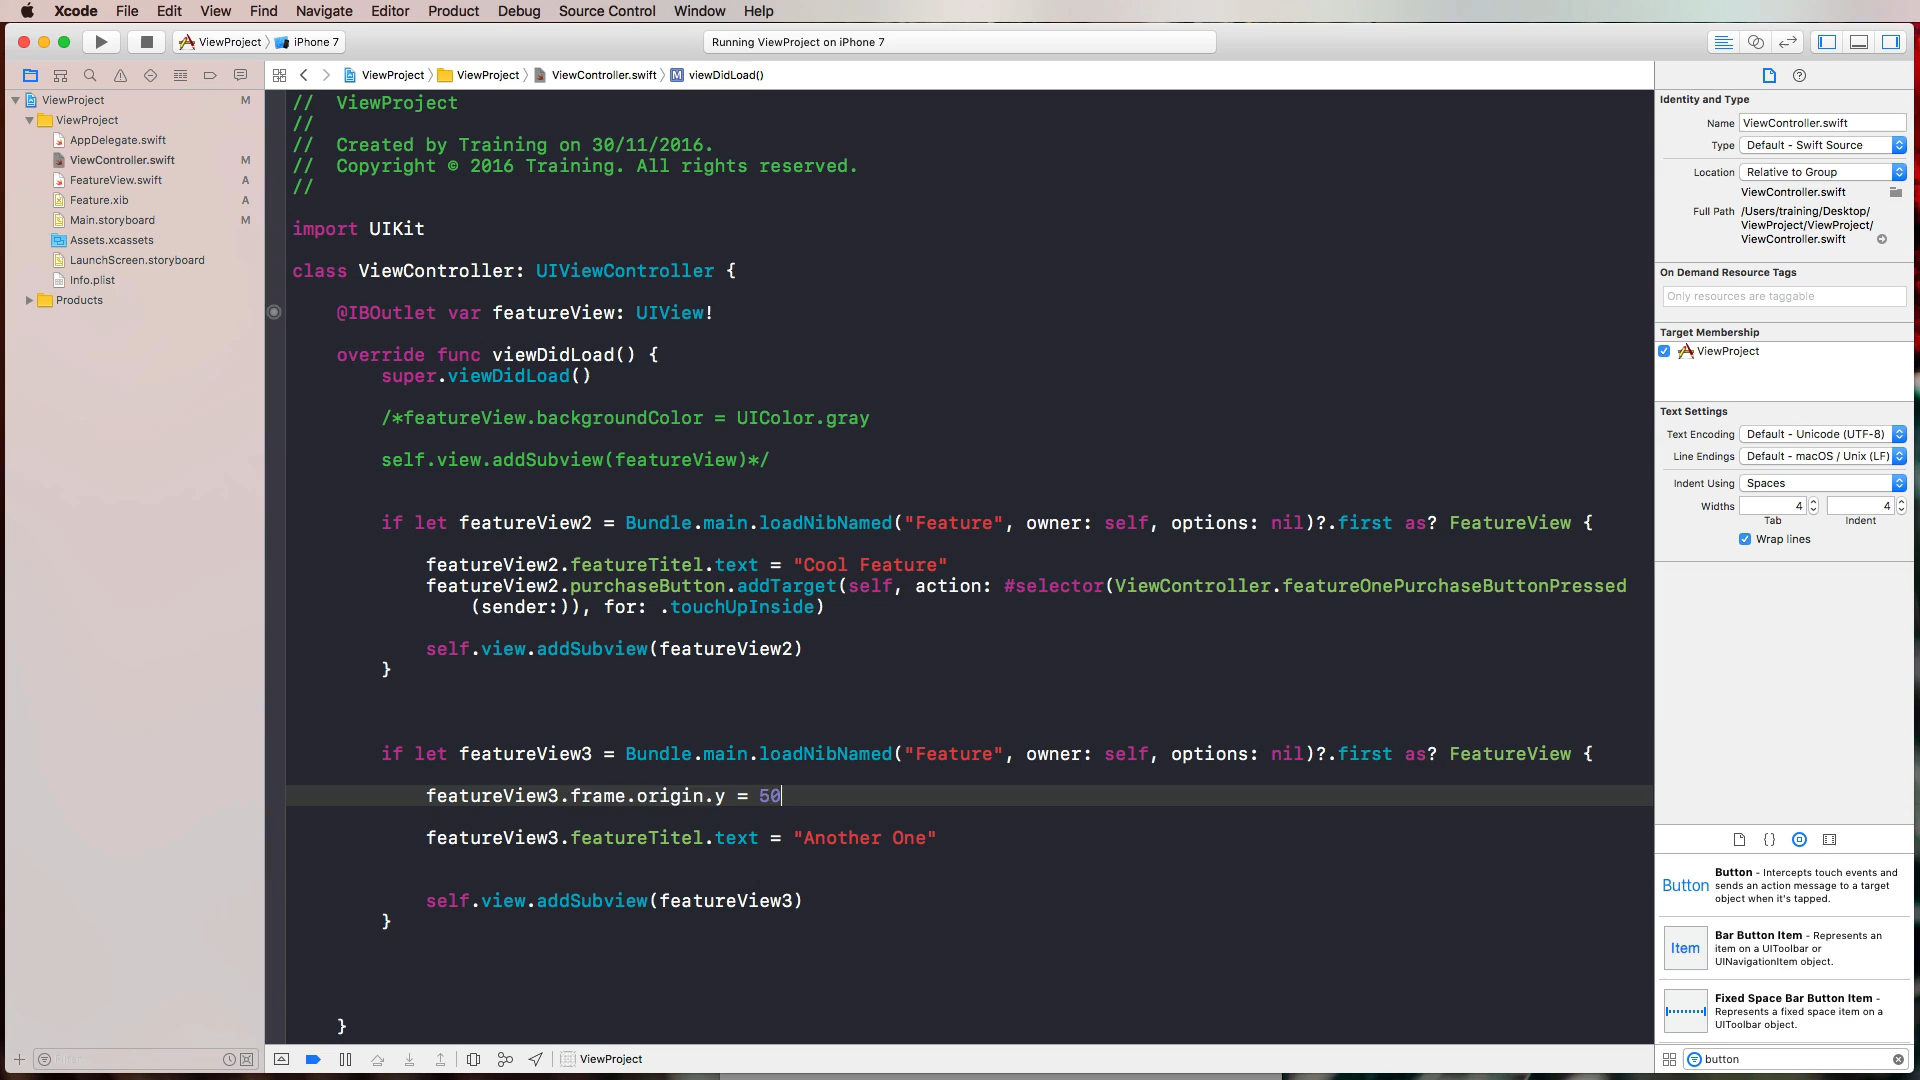 Xcode File Edit View Find Navigate Editor Product Debug Source Control Window Help
ViewProject iPhone 7
Running ViewProject on iPhone 7
ViewProject ViewProject ViewController.swift M viewDidLoad()
ViewProject M
ViewProject
AppDelegate.swift
ViewController.swift M
FeatureView.swift A
Feature.xib A
Main.storyboard M
Assets.xcassets
LaunchScreen.storyboard
Info.plist
Products
//  ViewProject
//
//  Created by Training on 30/11/2016.
//  Copyright © 2016 Training. All rights reserved.
//
import UIKit
class ViewController: UIViewController {
@IBOutlet var featureView: UIView!
override func viewDidLoad() {
super.viewDidLoad()
/*featureView.backgroundColor = UIColor.gray
self.view.addSubview(featureView)*/
if let featureView2 = Bundle.main.loadNibNamed("Feature", owner: self, options: nil)?.first as? FeatureView {
featureView2.featureTitel.text = "Cool Feature"
featureView2.purchaseButton.addTarget(self, action: #selector(ViewController.featureOnePurchaseButtonPressed
(sender:)), for: .touchUpInside)
self.view.addSubview(featureView2)
}
if let featureView3 = Bundle.main.loadNibNamed("Feature", owner: self, options: nil)?.first as? FeatureView {
featureView3.frame.origin.y = 50
featureView3.featureTitel.text = "Another One"
self.view.addSubview(featureView3)
}
}
ViewProject
Identity and Type
Name ViewController.swift
Type Default - Swift Source
Location Relative to Group
ViewController.swift
Full Path /Users/training/Desktop/
ViewProject/ViewProject/
ViewController.swift
On Demand Resource Tags
Only resources are taggable
Target Membership
ViewProject
Text Settings
Text Encoding Default - Unicode (UTF-8)
Line Endings Default - macOS / Unix (LF)
Indent Using Spaces
Widths 4 4
Tab Indent
Wrap lines
{ }
Button
Button - Intercepts touch events and
sends an action message to a target
object when it's tapped.
Item
Bar Button Item - Represents an
item on a UIToolbar or
UINavigationItem object.
Fixed Space Bar Button Item -
Represents a fixed space item on a
UIToolbar object.
button